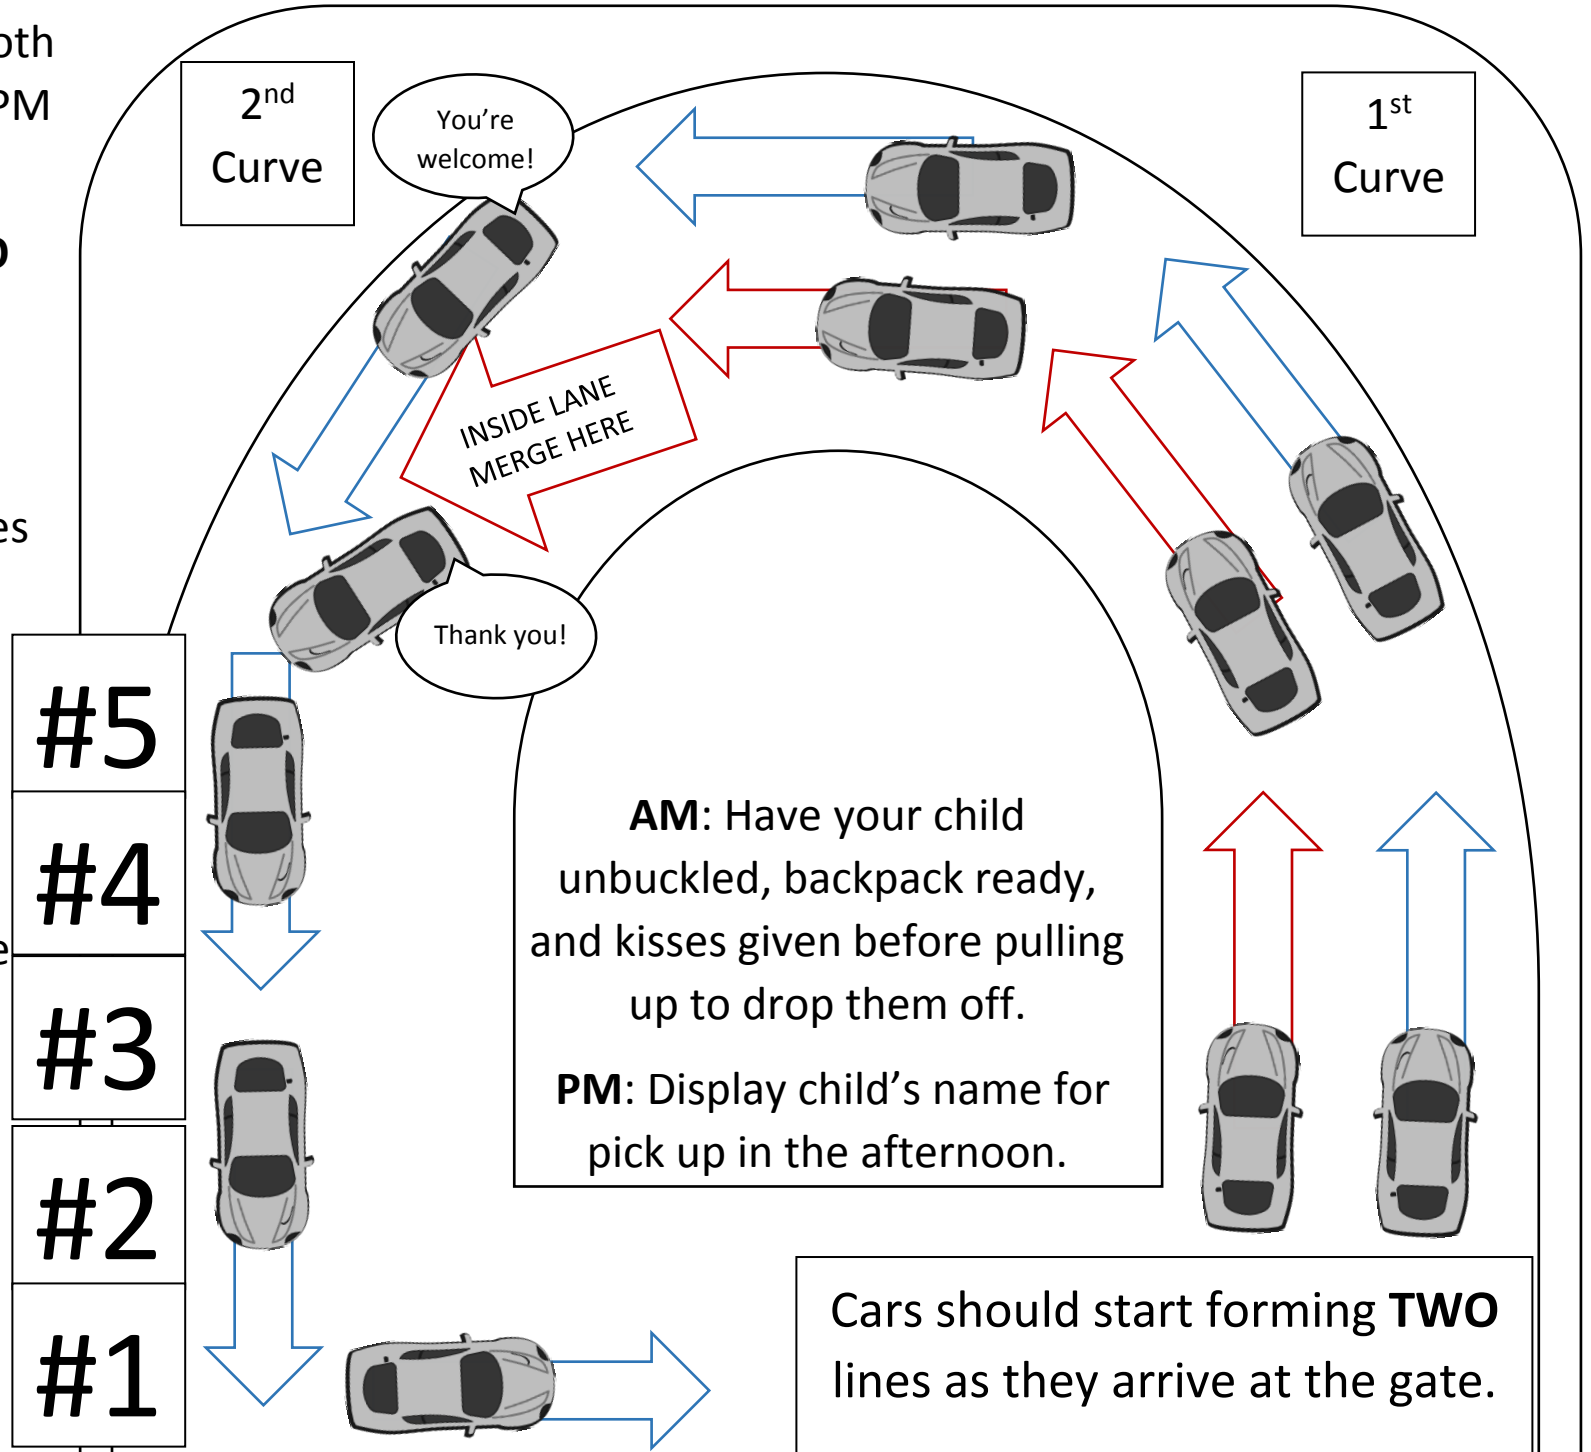 oth
PM
O
es
e
2nd
Curve
You're
welcome!
1st
Curve
INSIDE LANE
MERGE HERE
Thank you!
#5
#4
#3
#2
#1
AM: Have your child
unbuckled, backpack ready,
and kisses given before pulling
up to drop them off.
PM: Display child's name for
pick up in the afternoon.
Cars should start forming TWO
lines as they arrive at the gate.